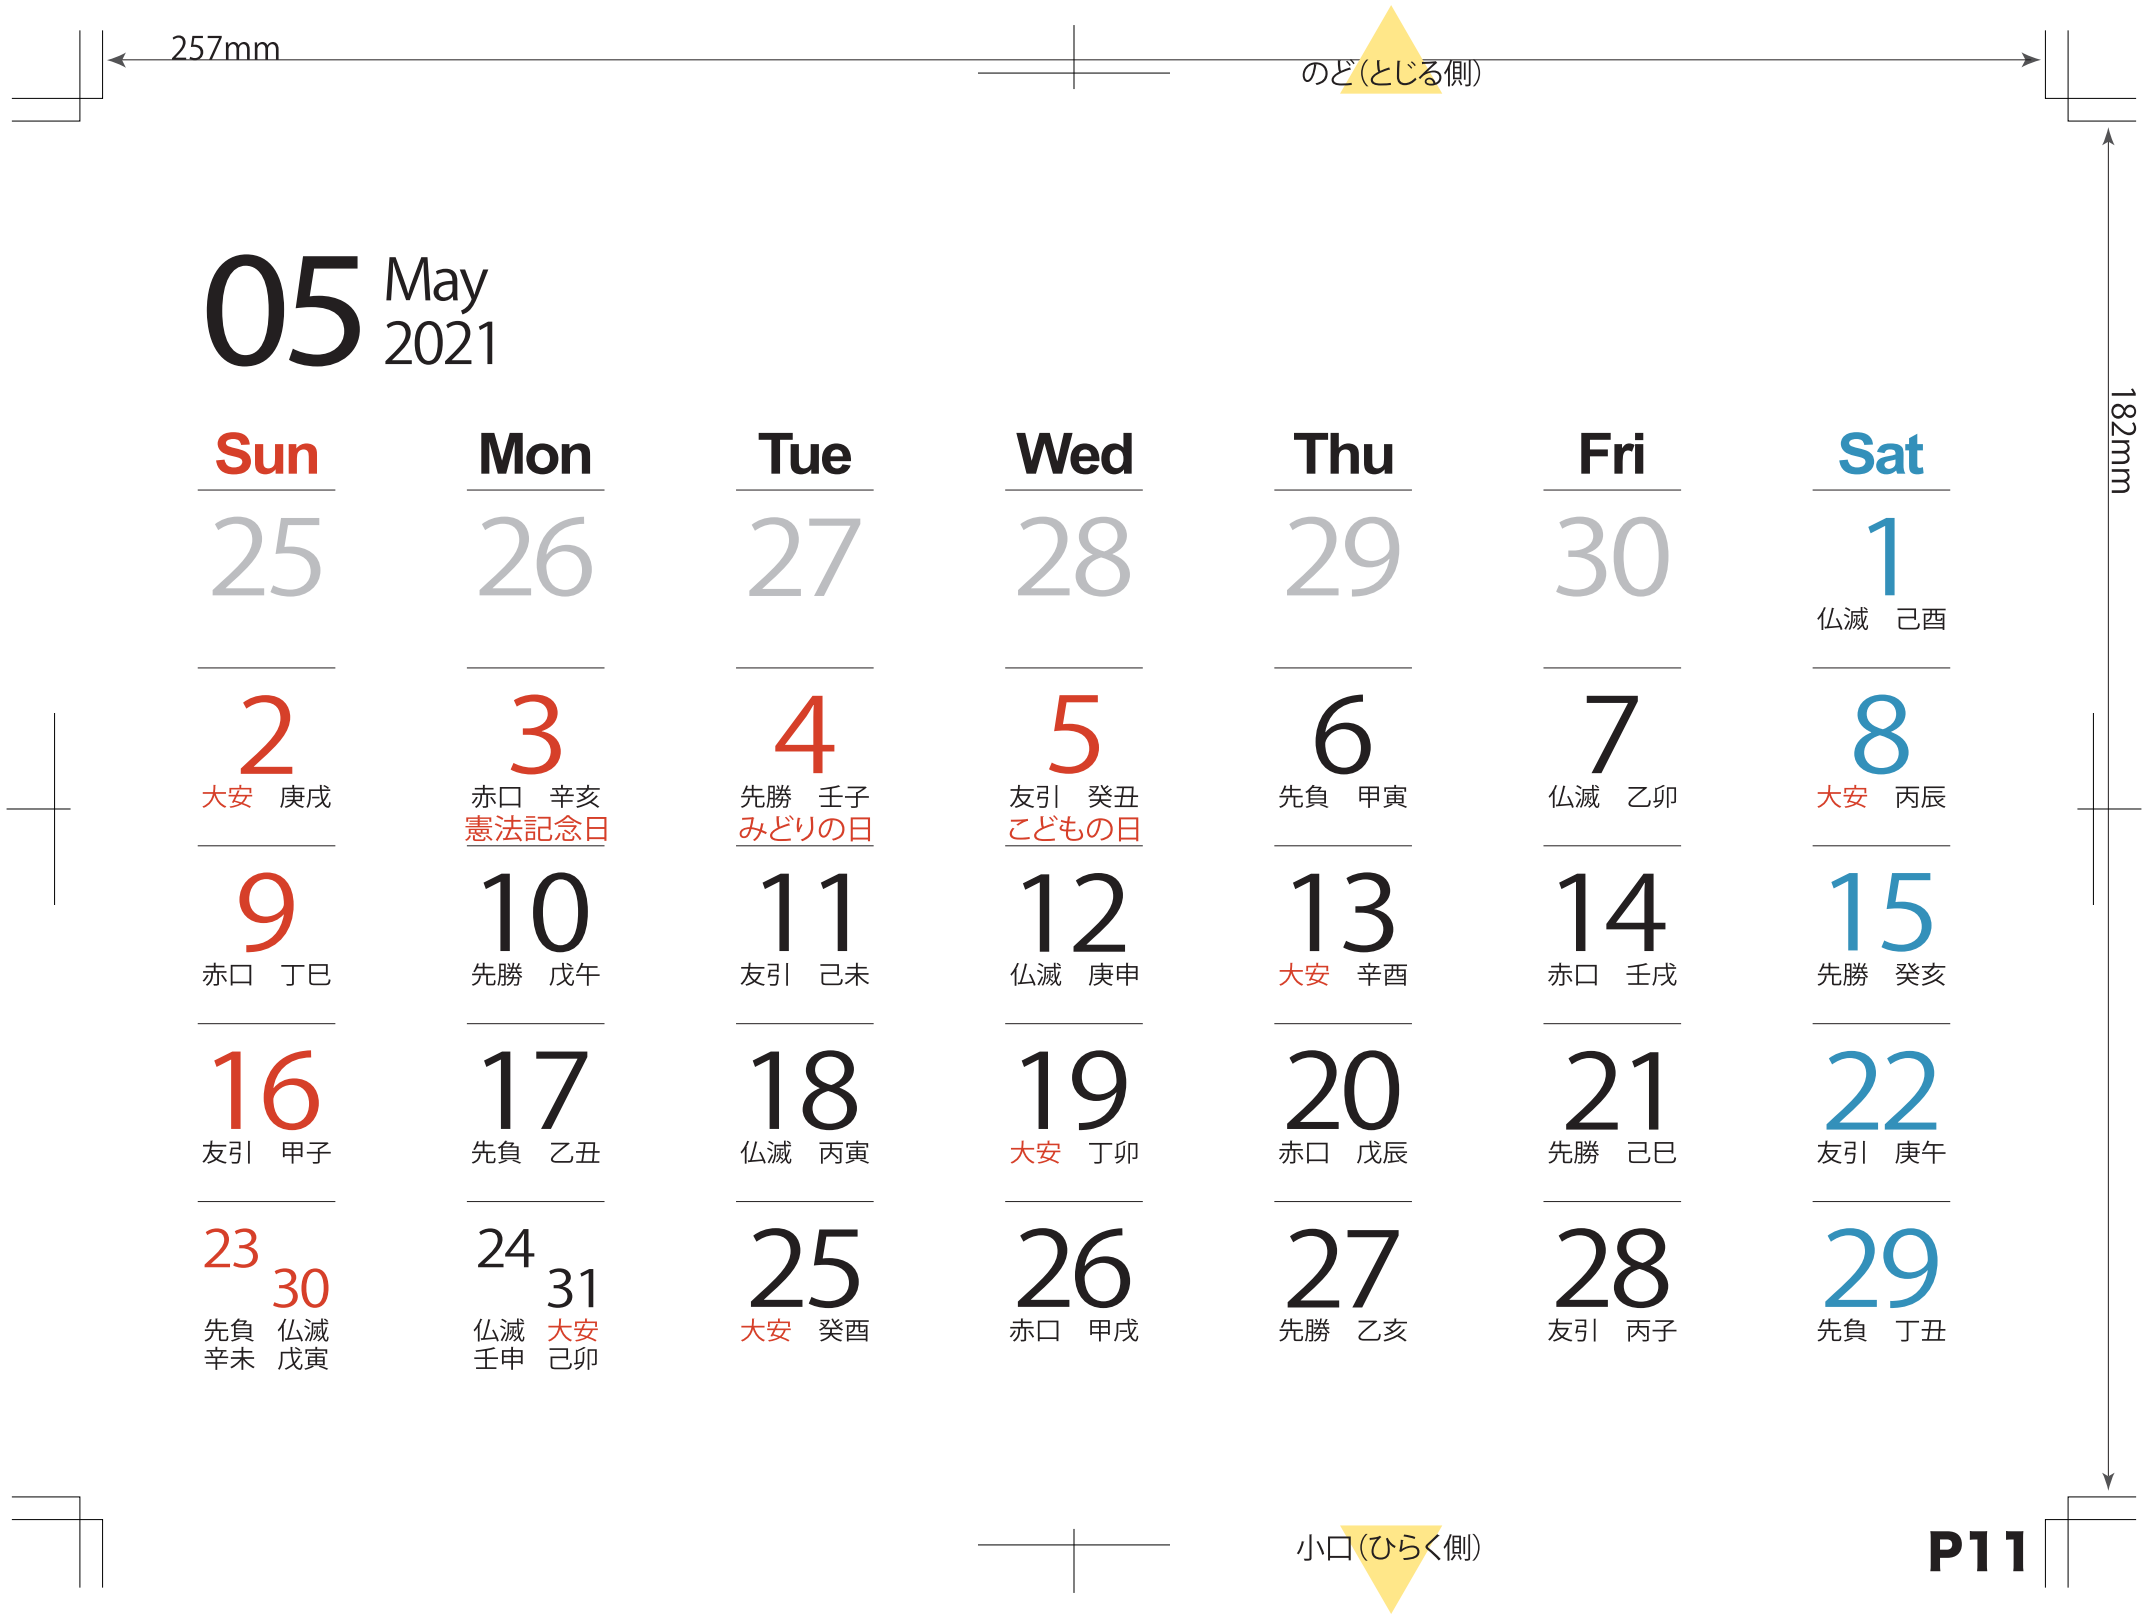 257mm
のど(とじる側)
182mm
05 May
2021
Sun Mon Tue Wed Thu Fri Sat
25 26 27 28 29 30 1
仏滅 己酉
2 3 4 5 6 7 8
大安 庚戌 赤口 辛亥 先勝 壬子 友引 癸丑 先負 甲寅 仏滅 乙卯 大安 丙辰
憲法記念日 みどりの日 こどもの日
9 10 11 12 13 14 15
赤口 丁巳 先勝 戊午 友引 己未 仏滅 庚申 大安 辛酉 赤口 壬戌 先勝 癸亥
16 17 18 19 20 21 22
友引 甲子 先負 乙丑 仏滅 丙寅 大安 丁卯 赤口 戊辰 先勝 己巳 友引 庚午
23 30 24 31 25 26 27 28 29
先負 仏滅 仏滅 大安 大安 癸酉 赤口 甲戌 先勝 乙亥 友引 丙子 先負 丁丑
辛未 戊寅 壬申 己卯
小口(ひらく側)
P11